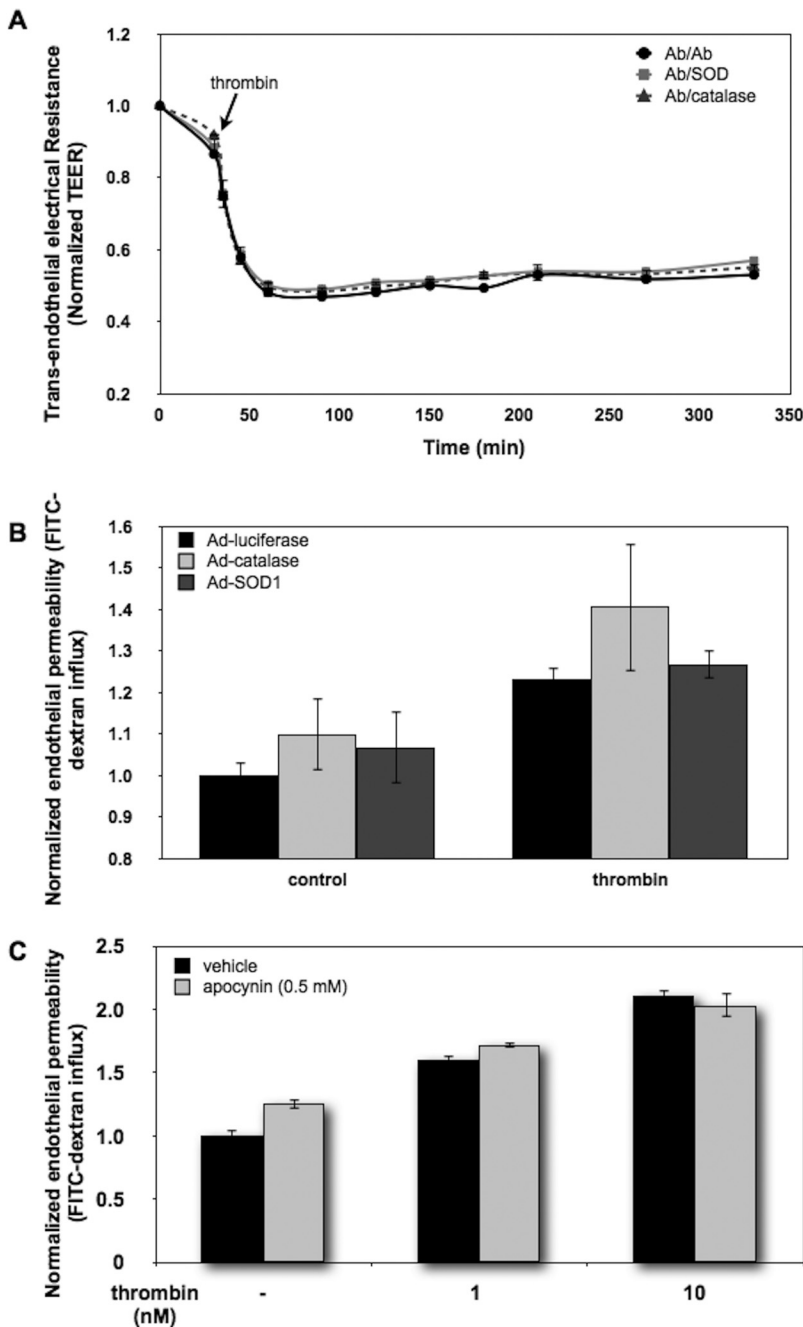 A
Trans-endothelial electrical Resistance
(Normalized TEER)
1.2
1.0
0.8
0.6
0.4
0.2
thrombin
Ab/Ab
Ab/SOD
Ab/catalase
0
50
100
150
200
250
300
350
Time (min)
B
Normalized endothelial permeability (FITC-
dextran influx)
1.6
1.5
1.4
1.3
1.2
1.1
1.0
0.9
0.8
Ad-luciferase
Ad-catalase
Ad-SOD1
control
thrombin
C
Normalized endothelial permeability
(FITC-dextran influx)
2.5
2.0
1.5
1.0
0.5
0
vehicle
apocynin (0.5 mM)
thrombin
(nM)
-
1
10